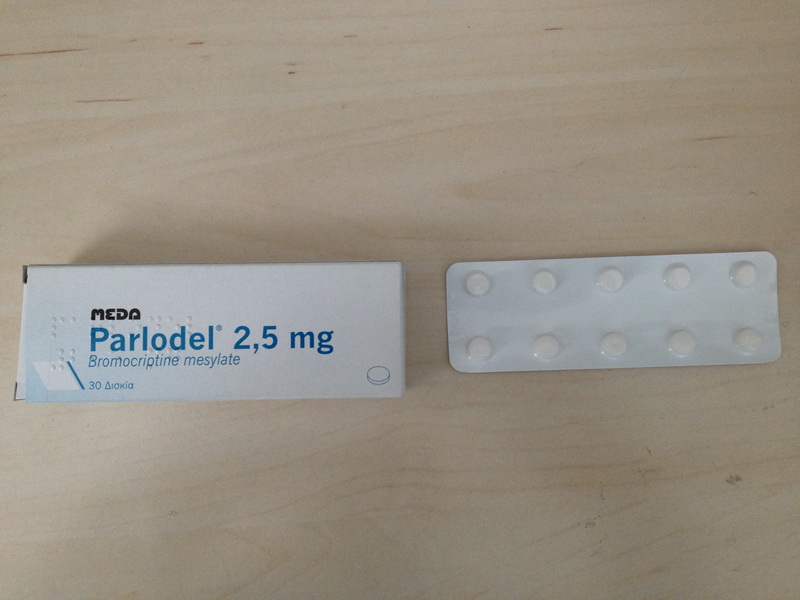 MEDA
Parlodel® 2,5 mg
Bromocriptine mesylate
30 Δισκία